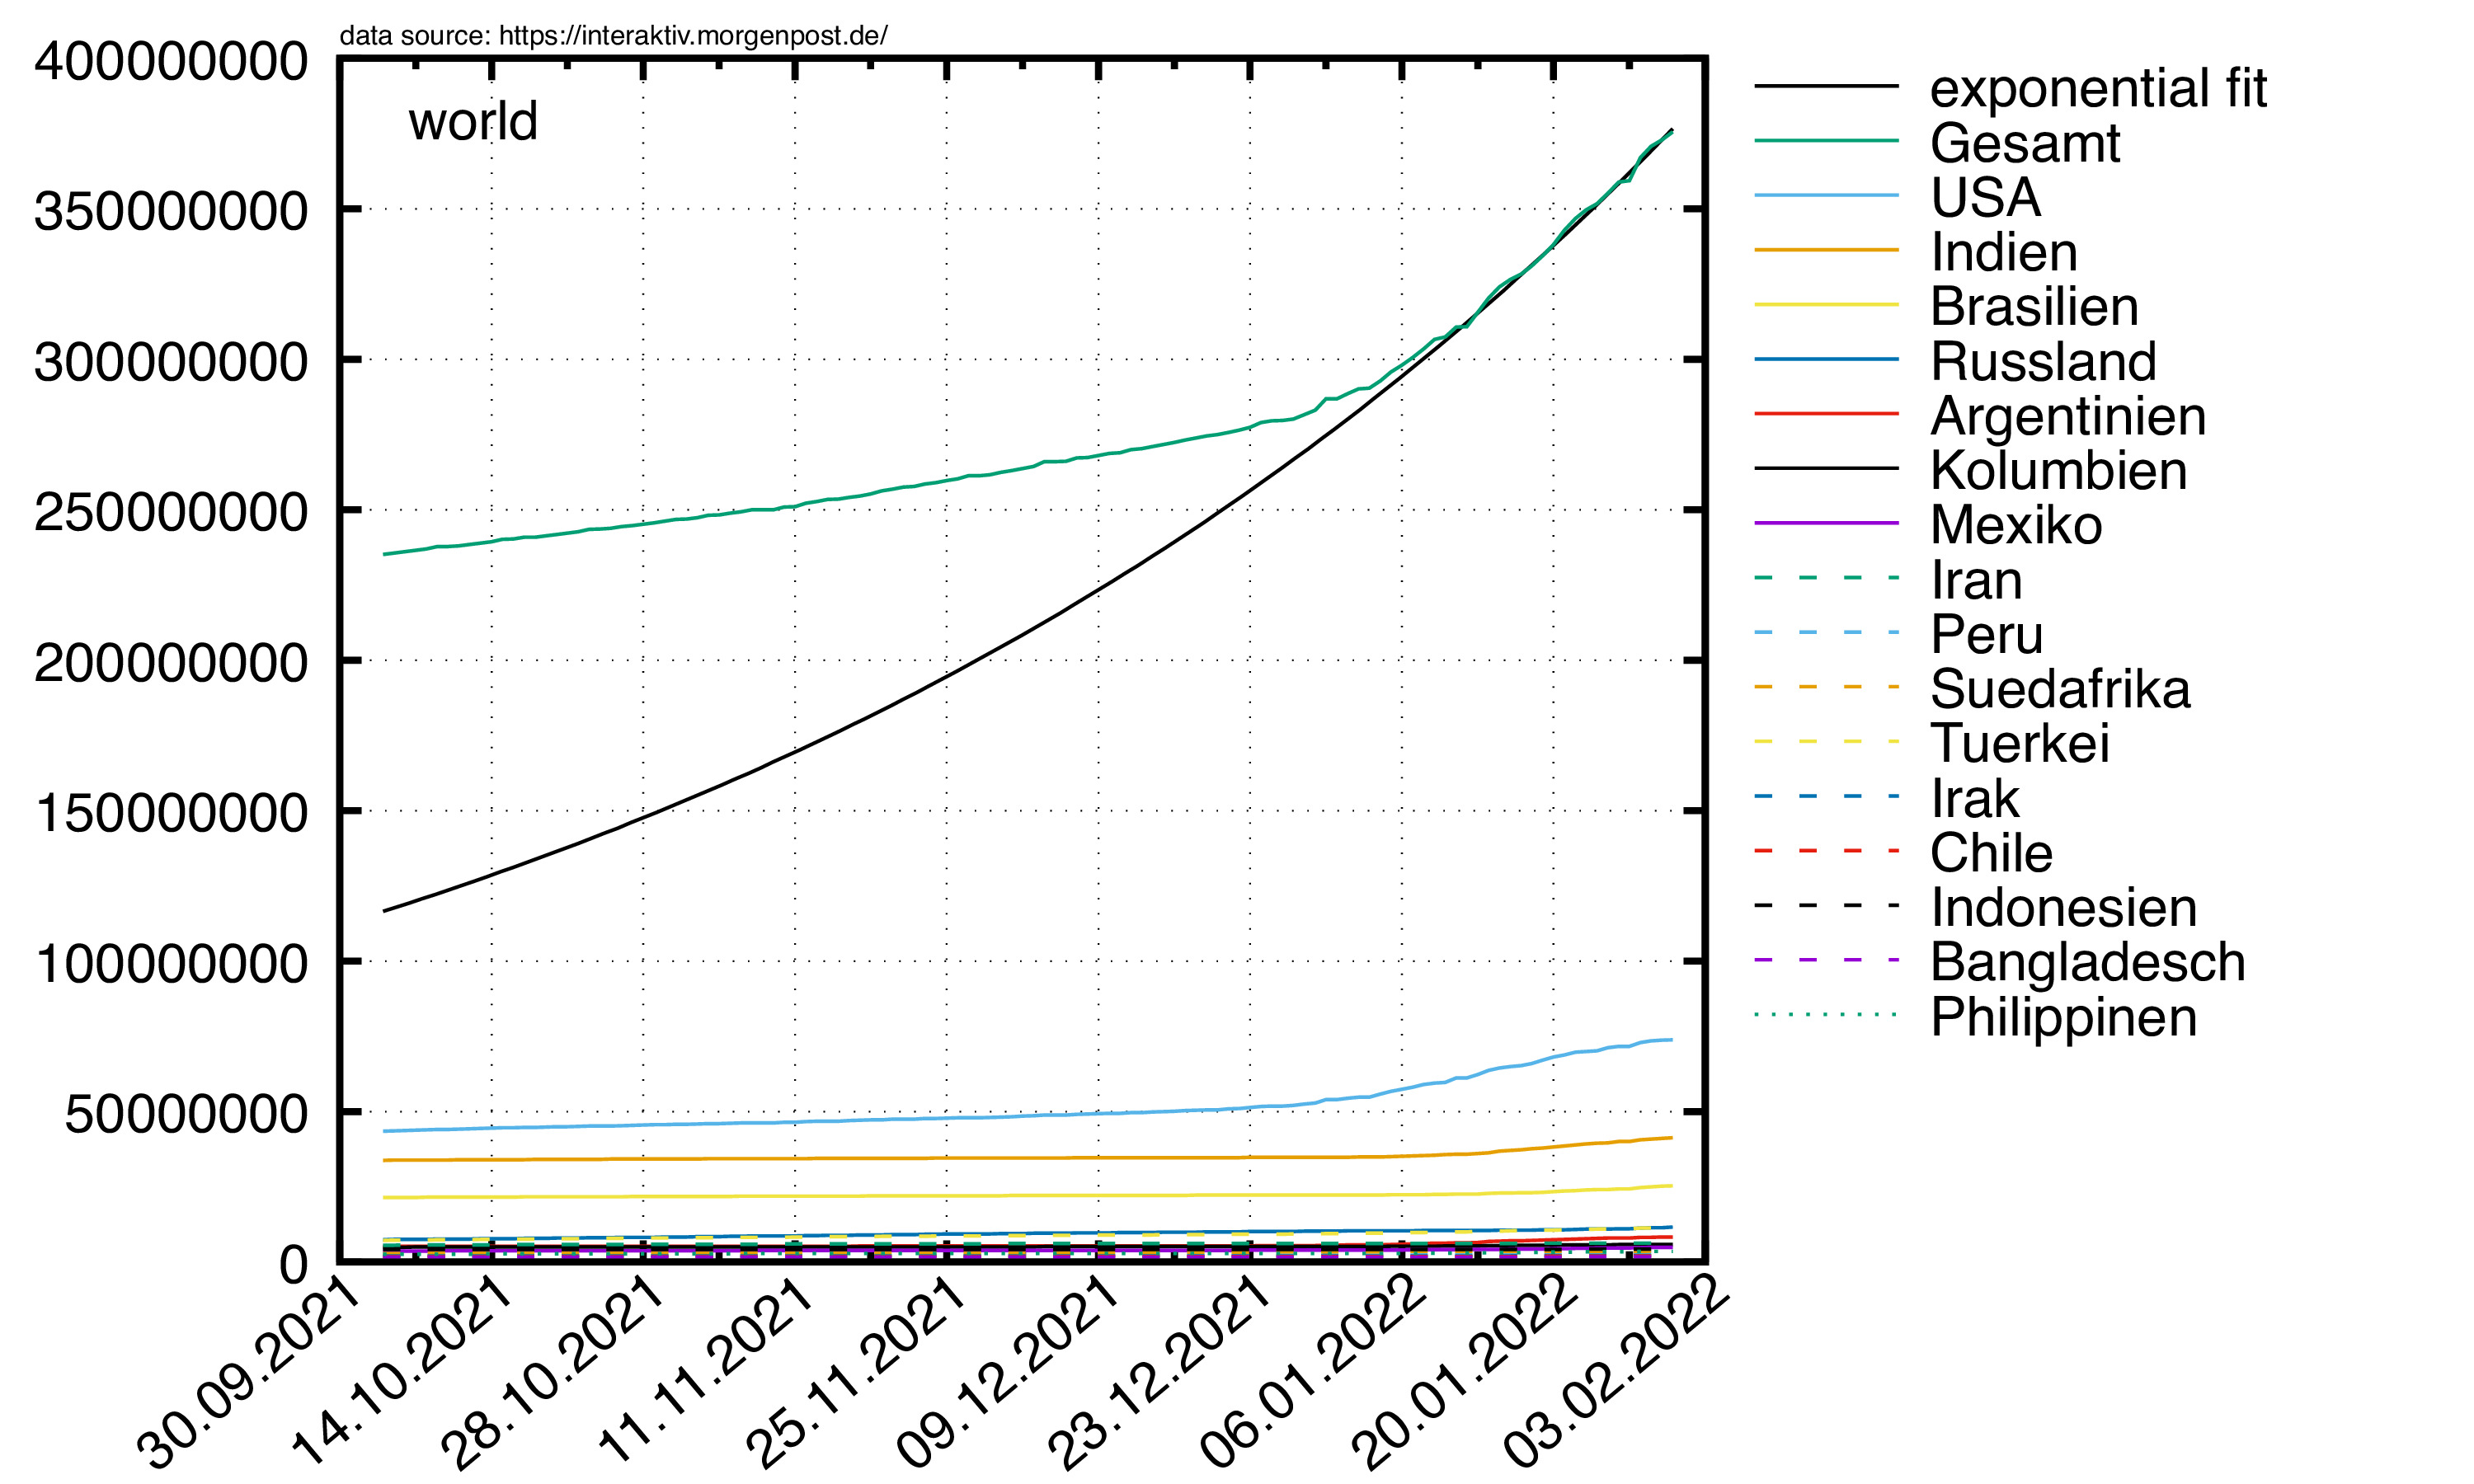 data source: https://interaktiv.morgenpost.de/
world
400000000
350000000
300000000
250000000
200000000
150000000
100000000
50000000
0
30.09.2021
14.10.2021
28.10.2021
11.11.2021
25.11.2021
09.12.2021
23.12.2021
06.01.2022
20.01.2022
03.02.2022
exponential fit
Gesamt
USA
Indien
Brasilien
Russland
Argentinien
Kolumbien
Mexiko
Iran
Peru
Suedafrika
Tuerkei
Irak
Chile
Indonesien
Bangladesch
Philippinen